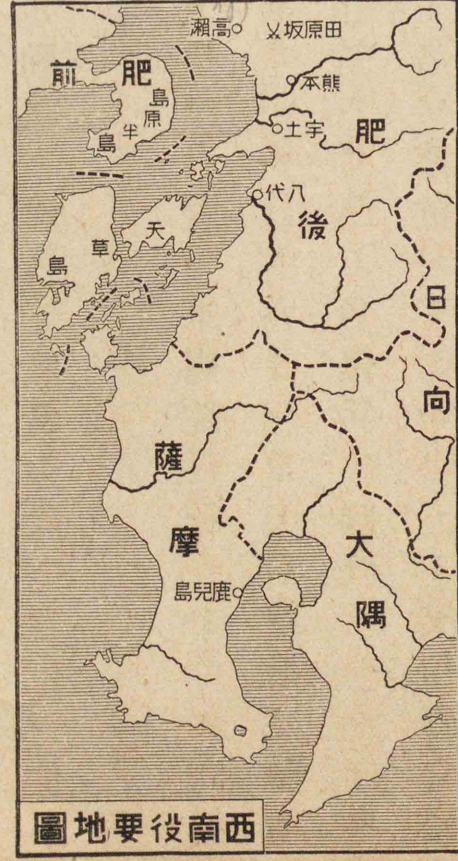 高瀬
田原坂
肥前
島原半島
熊本
宇土
肥後
八代
天草島
日向
薩摩
大隅
鹿兒島
西南役要地圖